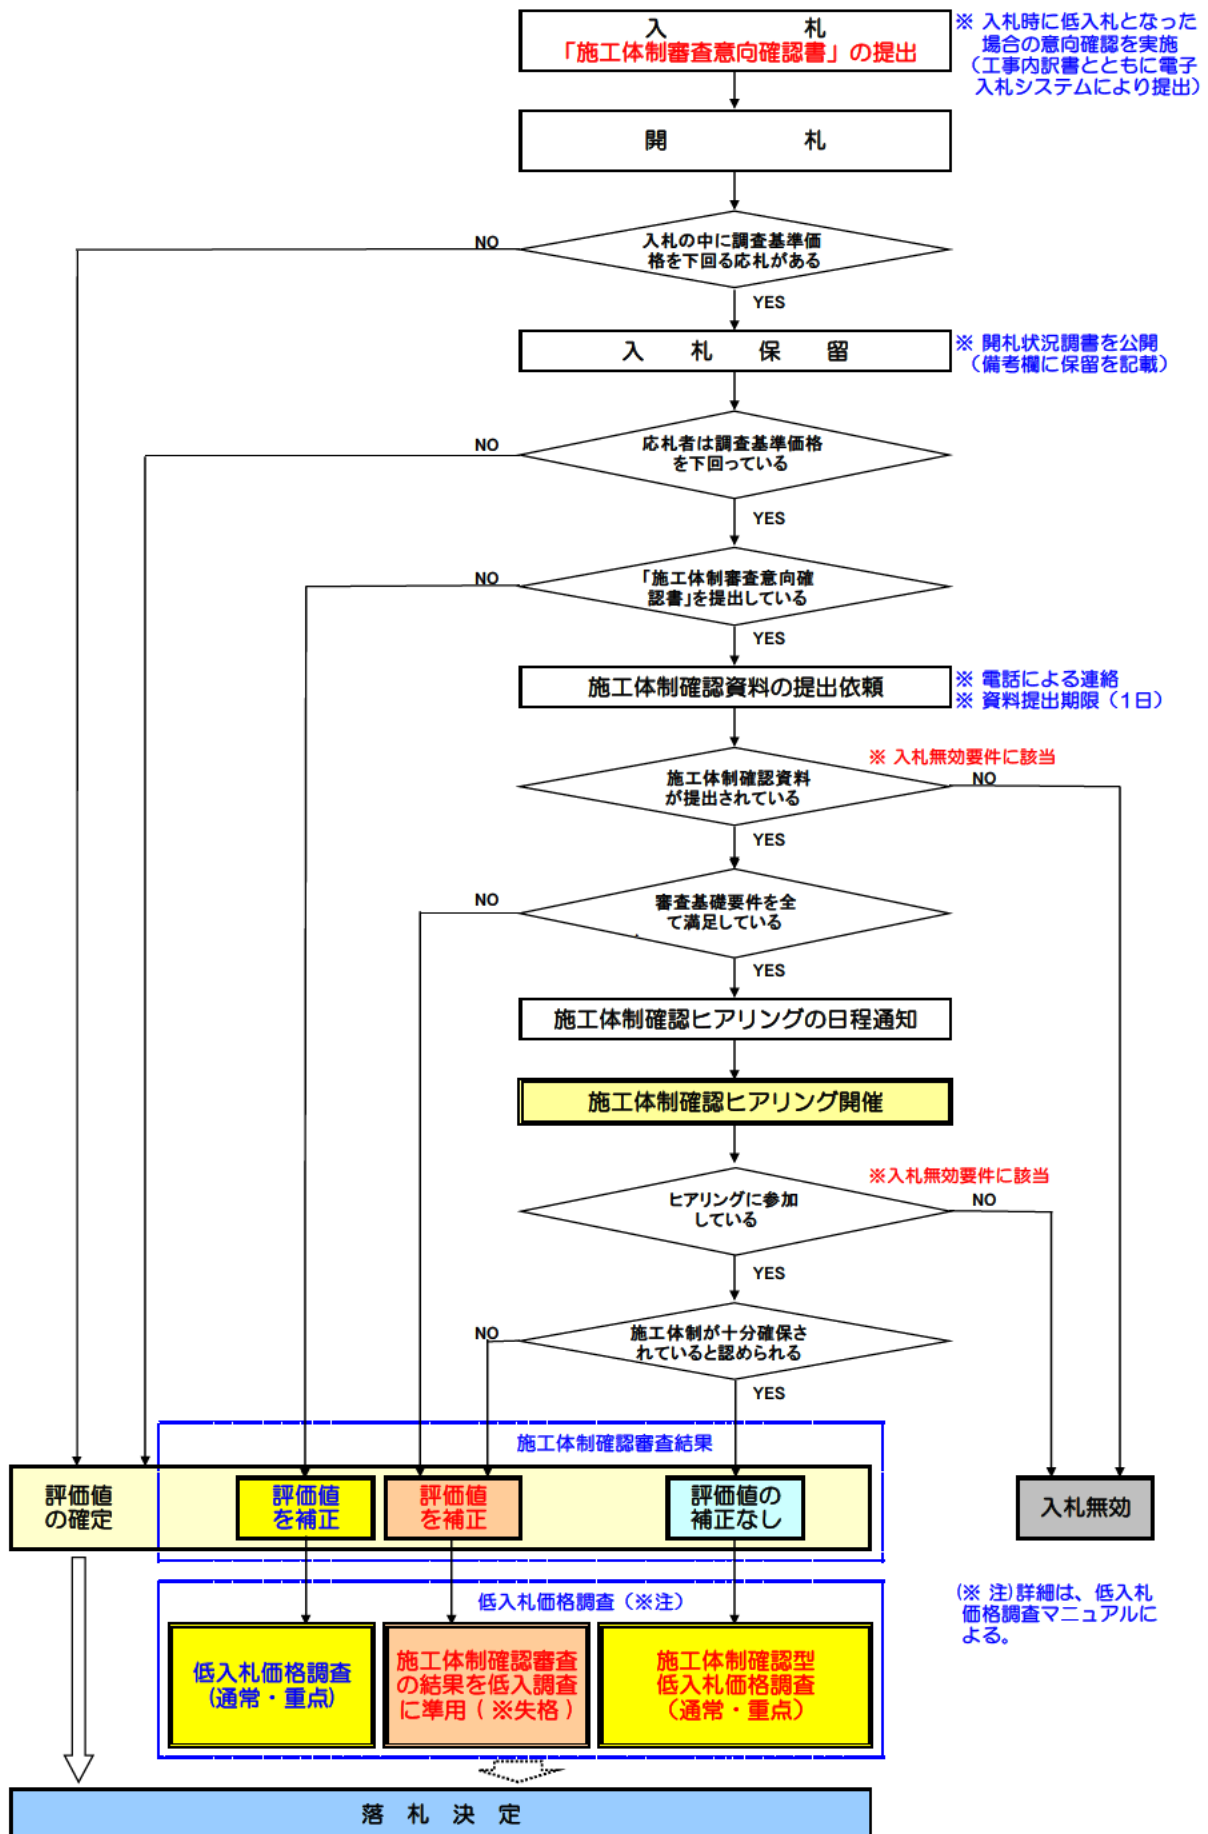 入　　　　札
「施工体制審査意向確認書」の提出
※ 入札時に低入札となった
場合の意向確認を実施
（工事内訳書とともに電子
入札システムにより提出）
開　　　　札
入札の中に調査基準価
格を下回る応札がある
NO
YES
入　札　保　留
※ 開札状況調書を公開
（備考欄に保留を記載）
応札者は調査基準価格
を下回っている
NO
YES
「施工体制審査意向確
認書」を提出している
NO
YES
施工体制確認資料の提出依頼
※ 電話による連絡
※ 資料提出期限（1日）
※ 入札無効要件に該当
施工体制確認資料
が提出されている
NO
YES
審査基礎要件を全
て満足している
NO
YES
施工体制確認ヒアリングの日程通知
施工体制確認ヒアリング開催
※入札無効要件に該当
ヒアリングに参加
している
NO
YES
施工体制が十分確保さ
れていると認められる
NO
YES
施工体制確認審査結果
評価値
の確定
評価値
を補正
評価値
を補正
評価値の
補正なし
入札無効
低入札価格調査（※注）
低入札価格調査
(通常・重点)
施工体制確認審査
の結果を低入調査
に準用（※失格）
施工体制確認型
低入札価格調査
（通常・重点）
(※ 注)詳細は、低入札
価格調査マニュアルに
よる。
落　札　決　定